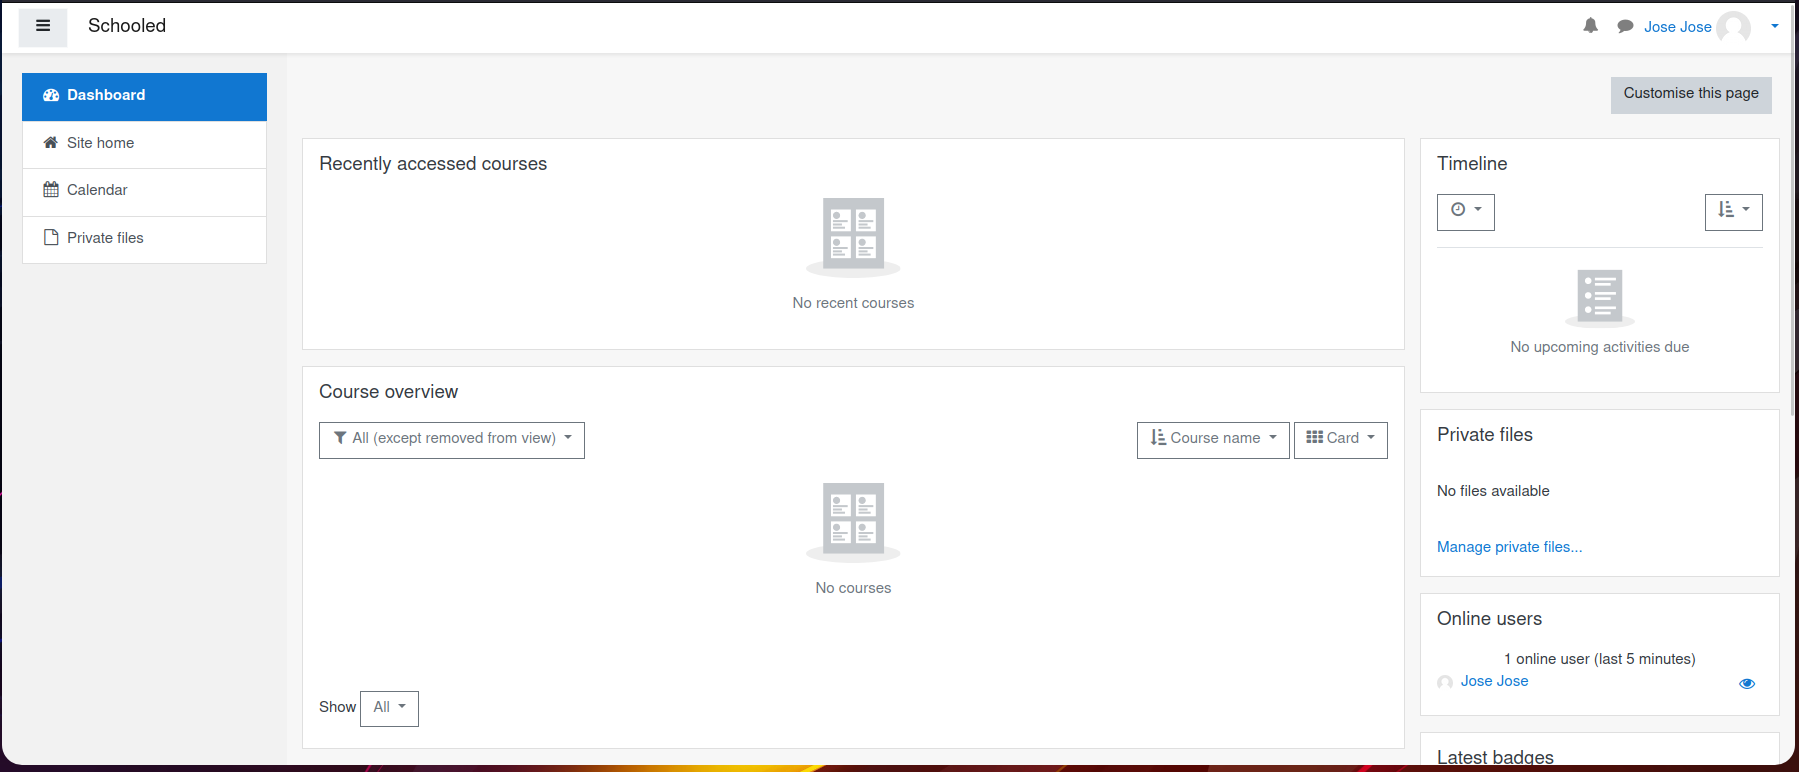 Schooled
Jose Jose
Dashboard
Site home
Calendar
Private files
Customise this page
Recently accessed courses
No recent courses
Course overview
All (except removed from view)
Course name
Card
No courses
Show
All
Timeline
No upcoming activities due
Private files
No files available
Manage private files...
Online users
1 online user (last 5 minutes)
Jose Jose
Latest badges